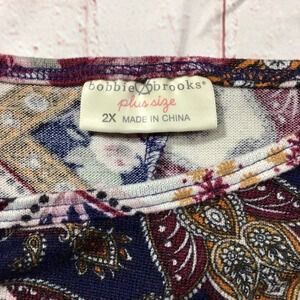 bobbie brooks®
plus size
2X MADE IN CHINA